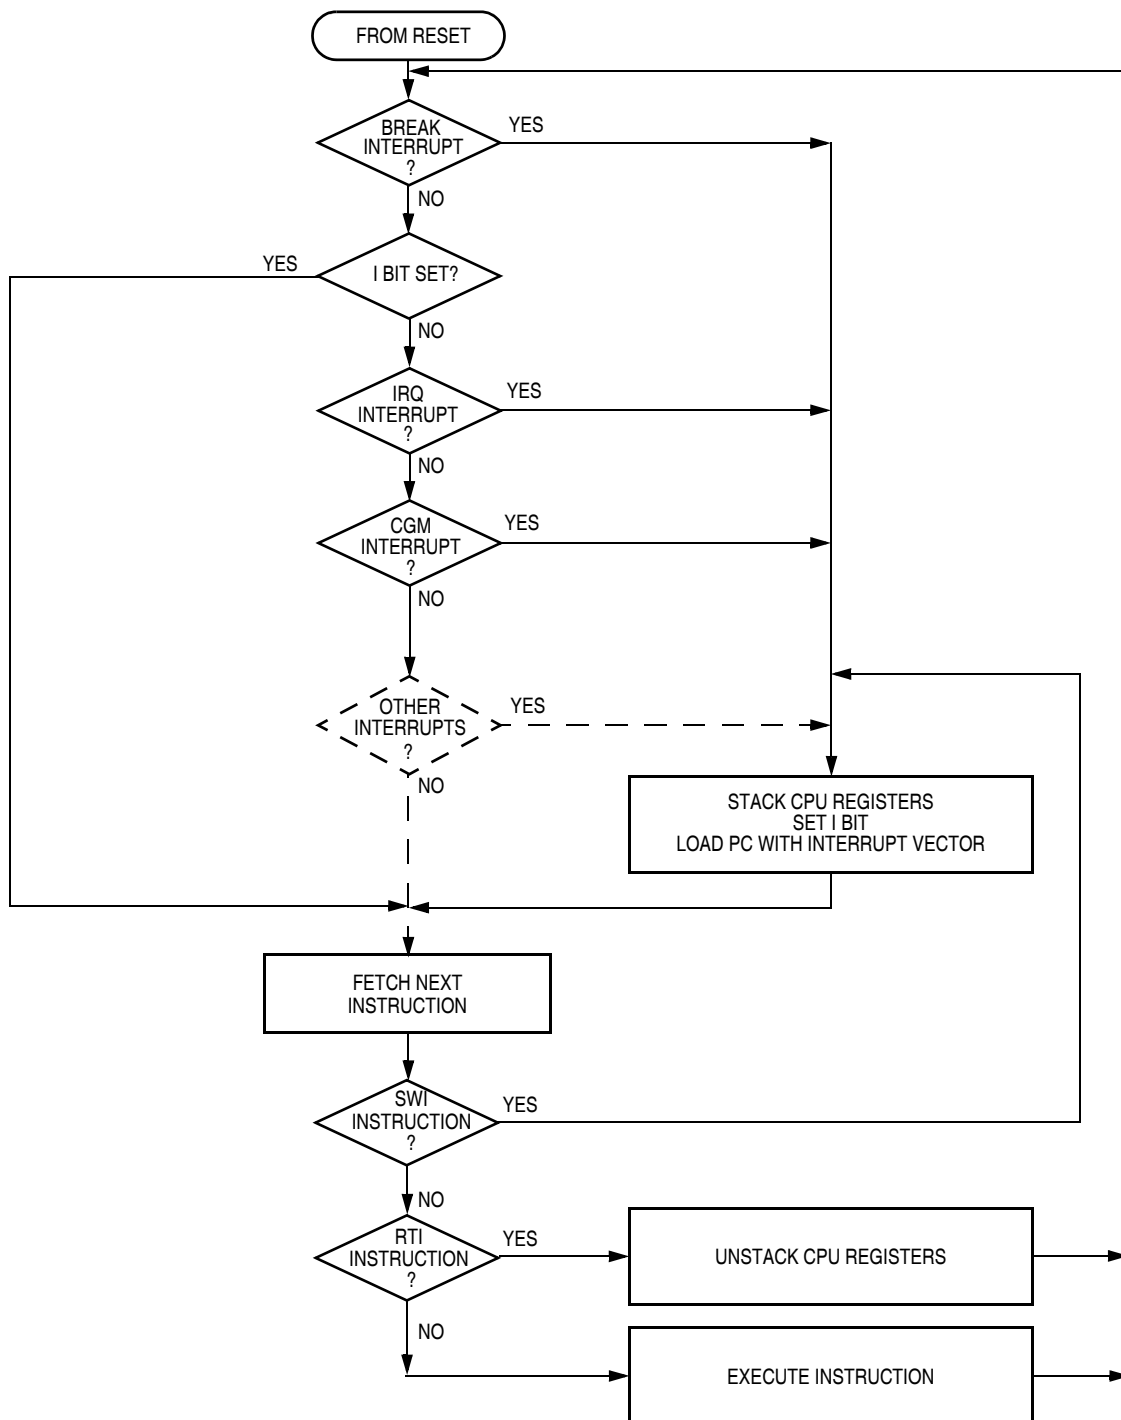 FROM RESET
BREAK
INTERRUPT
?
YES
NO
YES
I BIT SET?
NO
IRQ
INTERRUPT
?
YES
NO
CGM
INTERRUPT
?
YES
NO
OTHER
INTERRUPTS
?
YES
NO
STACK CPU REGISTERS
SET I BIT
LOAD PC WITH INTERRUPT VECTOR
FETCH NEXT
INSTRUCTION
SWI
INSTRUCTION
?
YES
NO
RTI
INSTRUCTION
?
YES
UNSTACK CPU REGISTERS
NO
EXECUTE INSTRUCTION